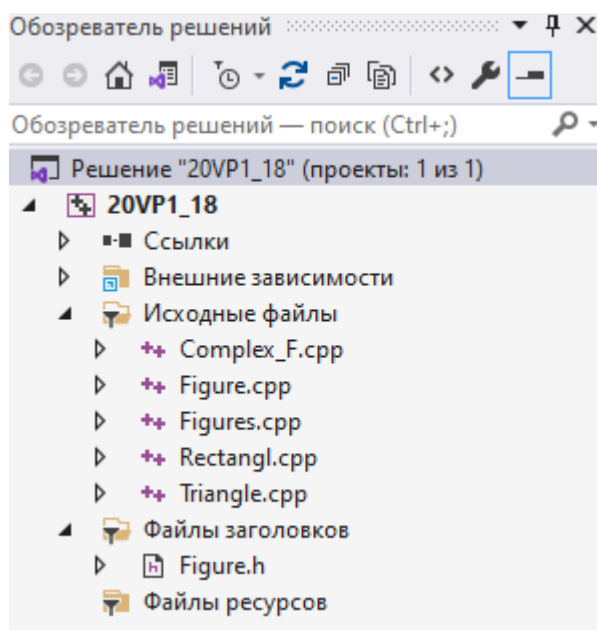 Обозреватель решений
Обозреватель решений — поиск (Ctrl+;)
Решение "20VP1_18" (проекты: 1 из 1)
20VP1_18
Ссылки
Внешние зависимости
Исходные файлы
Complex_F.cpp
Figure.cpp
Figures.cpp
Rectangl.cpp
Triangle.cpp
Файлы заголовков
Figure.h
Файлы ресурсов